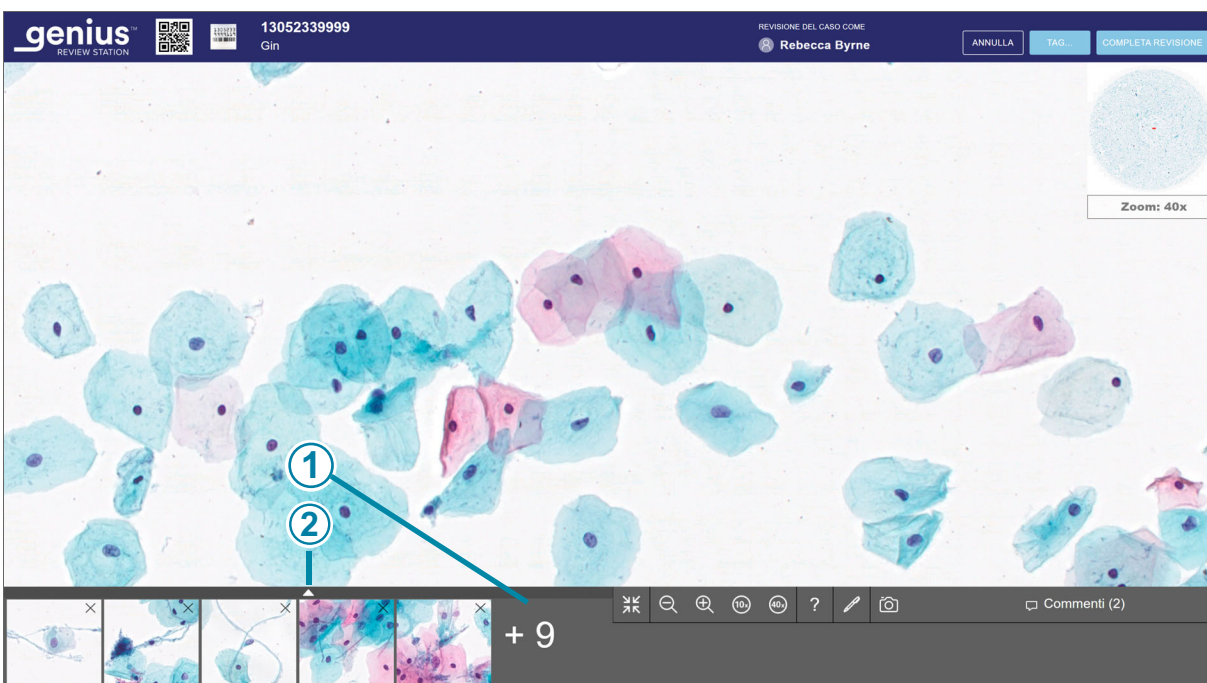 genius™
REVIEW STATION
13052339999
Gin
REVISIONE DEL CASO COME
Rebecca Byrne
ANNULLA
TAG...
COMPLETA REVISIONE
Zoom: 40x
1
2
+ 9
10x
40x
?
Commenti (2)